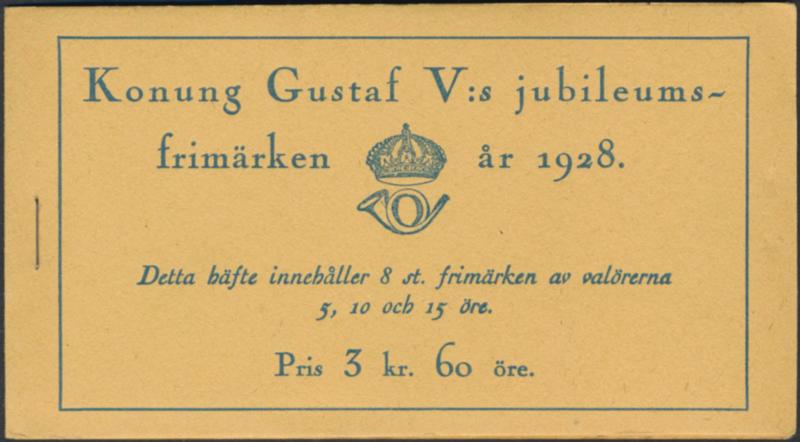 Konung Gustaf V:s jubileums-
frimärken år 1928.
Detta häfte innehåller 8 st. frimärken av valörerna
5, 10 och 15 öre.
Pris 3 kr. 60 öre.